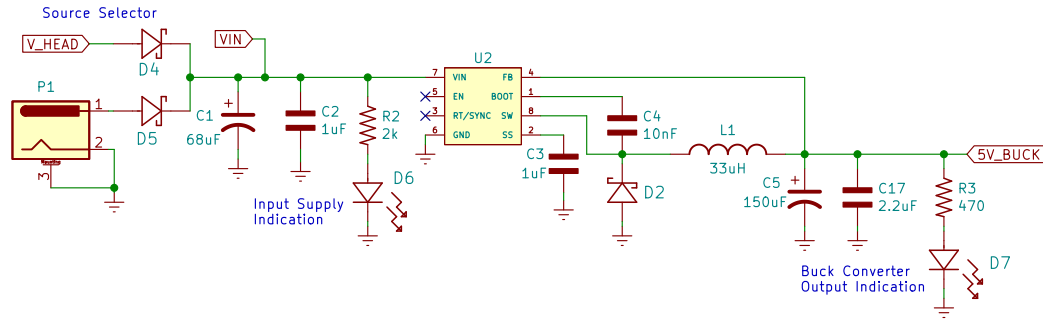 Source Selector
V_HEAD
D4
VIN
P1
1
2
3
D5
C1
68uF
C2
1uF
R2
2k
D6
Input Supply
Indication
U2
7
VIN
FB
4
5
EN
BOOT
1
3
RT/SYNC
SW
8
6
GND
SS
2
C4
10nF
C3
1uF
D2
L1
33uH
5V_BUCK
C5
150uF
C17
2.2uF
R3
470
D7
Buck Converter
Output Indication